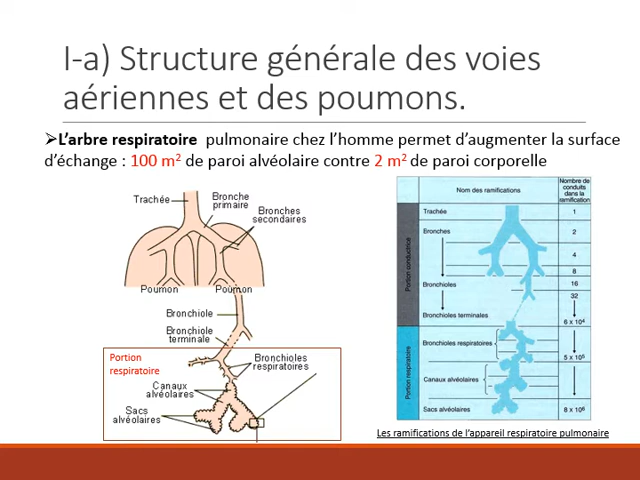 I-a) Structure générale des voies
aériennes et des poumons.
➢L’arbre respiratoire pulmonaire chez l’homme permet d’augmenter la surface
d’échange : 100 m² de paroi alvéolaire contre 2 m² de paroi corporelle
Trachée
Bronche
primaire
Bronches
secondaires
Poumon
Poumon
Bronchiole
Bronchiole
terminale
Portion
respiratoire
Bronchioles
respiratoires
Canaux
alvéolaires
Sacs
alvéolaires
Nom des ramifications
Nombre de
conduits
dans la
ramification
Portion conductrice
Trachée
1
Bronches
2
4
8
Bronchioles
16
32
Bronchioles terminales
6 x 10⁴
Portion respiratoire
Bronchioles respiratoires
5 x 10⁵
Canaux alvéolaires
Sacs alvéolaires
8 x 10⁶
Les ramifications de l’appareil respiratoire pulmonaire